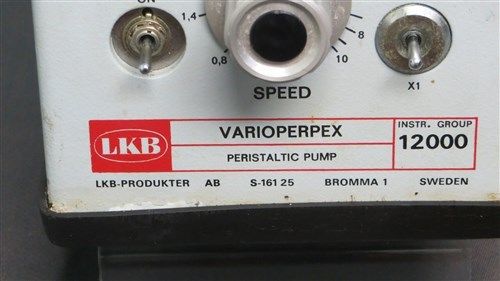 ON
1,4
8
0,8
10
X1
SPEED
LKB
VARIOPERPEX
INSTR. GROUP
PERISTALTIC PUMP
12000
LKB-PRODUKTER AB S-161 25 BROMMA 1 SWEDEN